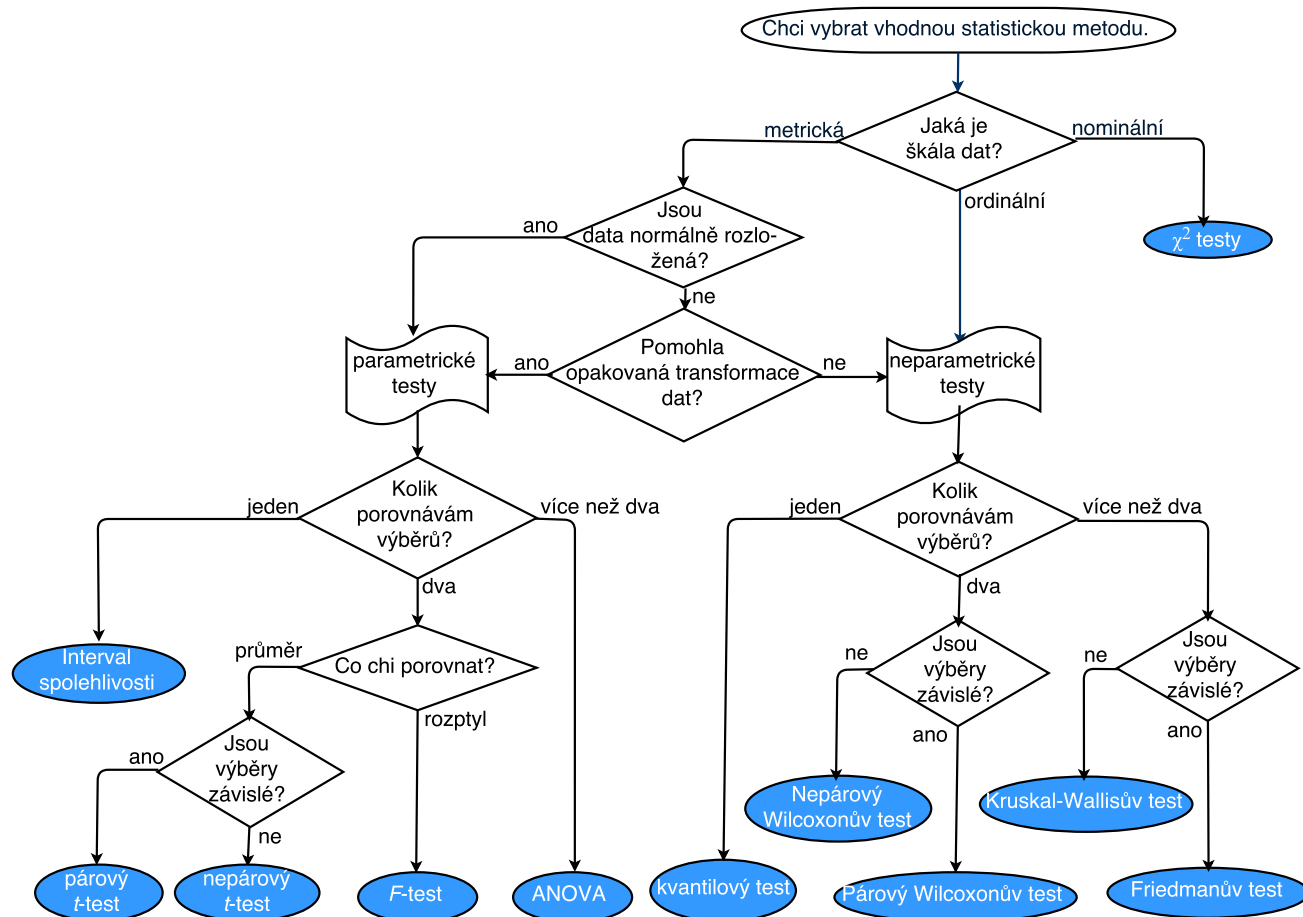 Chci vybrat vhodnou statistickou metodu.
Jaká je
škála dat?
metrická
nominální
ordinální
χ² testy
Jsou
data normálně rozlo-
žená?
ano
ne
Pomohla
opakovaná transformace
dat?
ano
ne
parametrické
testy
neparametrické
testy
Kolik
porovnávám
výběrů?
jeden
více než dva
dva
Kolik
porovnávám
výběrů?
jeden
více než dva
dva
Interval
spolehlivosti
Co chi porovnat?
průměr
rozptyl
Jsou
výběry
závislé?
ne
ano
Jsou
výběry
závislé?
ne
ano
Jsou
výběry
závislé?
ano
ne
Nepárový
Wilcoxonův test
Kruskal-Wallisův test
párový
t-test
nepárový
t-test
F-test
ANOVA
kvantilový test
Párový Wilcoxonův test
Friedmanův test